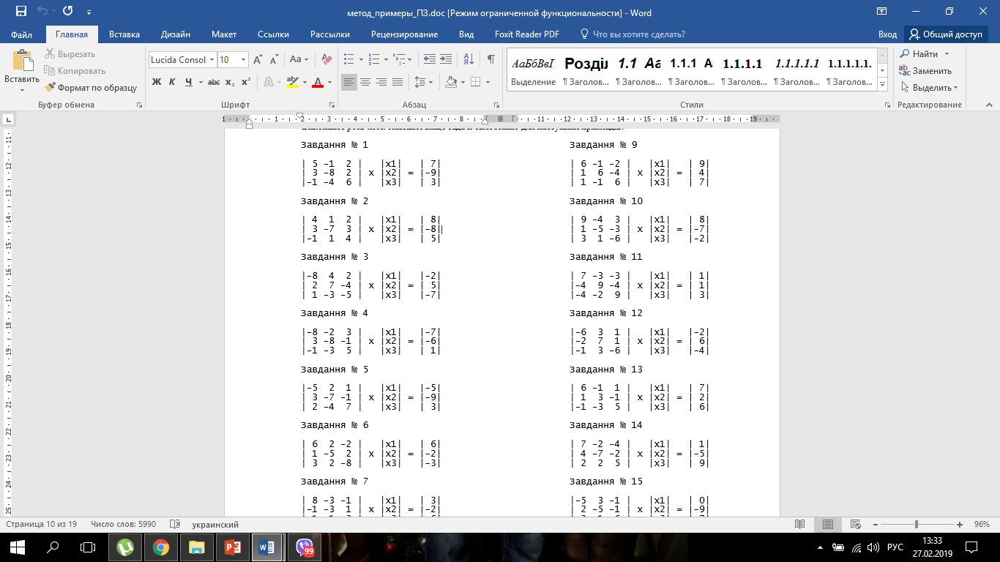 метод_примеры_ПЗ.doc [Режим ограниченной функциональности] - Word
Файл Главная Вставка Дизайн Макет Ссылки Рассылки Рецензирование Вид Foxit Reader PDF Что вы хотите сделать? Вход Общий доступ
Вставить
Вырезать
Копировать
Формат по образцу
Буфер обмена
Lucida Consol 10
Шрифт
Абзац
АаБбВвГ Розділ 1.1 Аа 1.1.1 А 1.1.1.1 1.1.1.1.1 1.1.1.1.1.
Выделение ¶ Заголов... ¶ Заголов... ¶ Заголов... ¶ Заголов... ¶ Заголов... ¶ Заголов...
Стили
Найти
Заменить
Выделить
Редактирование
Завдання № 1
| 5 -1 2 | |x1| | 7|
| 3 -8 2 | x |x2| = |-9|
|-1 -4 6 | |x3| | 3|
Завдання № 2
| 4 1 2 | |x1| | 8|
| 3 -7 3 | x |x2| = |-8|
|-1 1 4 | |x3| | 5|
Завдання № 3
|-8 4 2 | |x1| |-2|
| 2 7 -4 | x |x2| = | 5|
| 1 -3 -5 | |x3| |-7|
Завдання № 4
|-8 -2 3 | |x1| |-7|
| 3 -8 -1 | x |x2| = |-6|
|-1 -3 5 | |x3| | 1|
Завдання № 5
|-5 2 1 | |x1| |-5|
| 3 -7 -1 | x |x2| = |-9|
| 2 -4 7 | |x3| | 3|
Завдання № 6
| 6 2 -2 | |x1| | 6|
| 1 -5 2 | x |x2| = |-2|
| 3 2 -8 | |x3| |-3|
Завдання № 7
| 8 -3 -1 | |x1| | 3|
|-1 -3 1 | x |x2| = |-2|
Завдання № 9
| 6 -1 -2 | |x1| | 9|
| 1 6 -4 | x |x2| = | 4|
| 1 -1 6 | |x3| | 7|
Завдання № 10
| 9 -4 3 | |x1| | 8|
| 1 -5 -3 | x |x2| = |-7|
| 3 1 -6 | |x3| |-2|
Завдання № 11
| 7 -3 -3 | |x1| | 1|
|-4 9 -4 | x |x2| = | 1|
|-4 -2 9 | |x3| | 3|
Завдання № 12
|-6 3 1 | |x1| |-2|
|-2 7 1 | x |x2| = | 6|
|-1 3 -6 | |x3| |-4|
Завдання № 13
| 6 -1 1 | |x1| | 7|
| 1 3 -1 | x |x2| = | 2|
|-1 -3 5 | |x3| | 6|
Завдання № 14
| 7 -2 -4 | |x1| | 1|
| 4 -7 -2 | x |x2| = |-5|
| 2 2 5 | |x3| | 9|
Завдання № 15
|-5 3 -1 | |x1| | 0|
| 2 -5 -1 | x |x2| = |-9|
Страница 10 из 19 Число слов: 5990 украинский 96%
99
РУС
13:33
27.02.2019